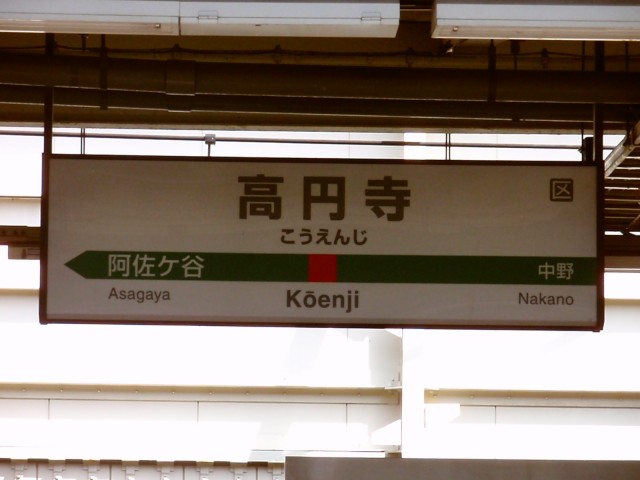 高円寺
区
こうえんじ
阿佐ケ谷
中野
Asagaya
Kōenji
Nakano